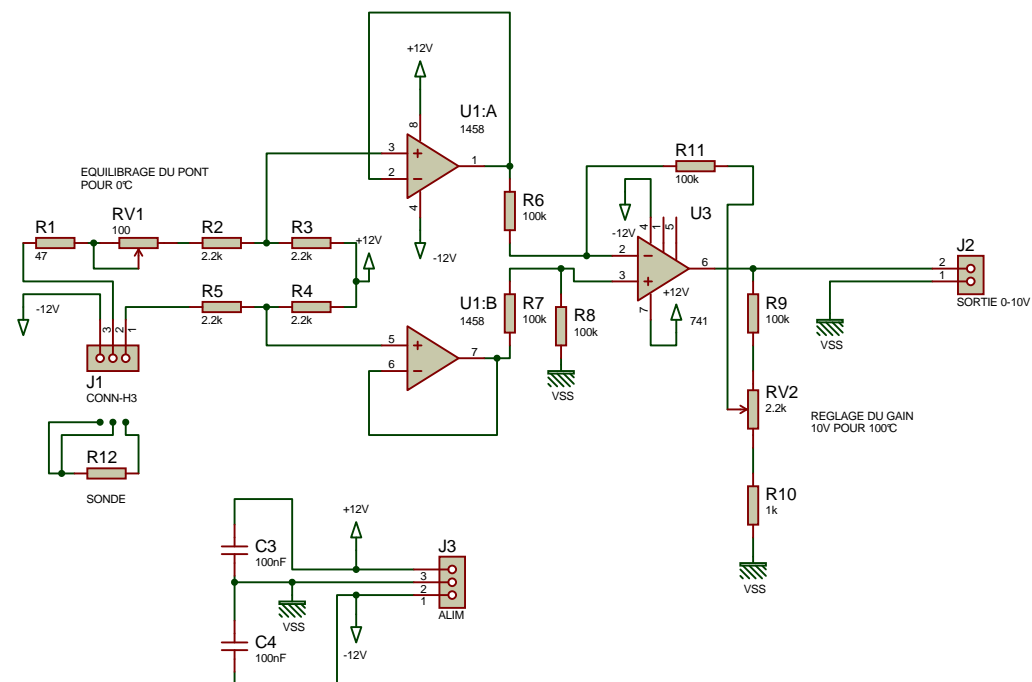 +12V
8
U1:A
1458
3
2
1
4
-12V
EQUILIBRAGE DU PONT
POUR 0°C
R1
47
RV1
100
R2
2.2k
R3
2.2k
+12V
R6
100k
R11
100k
U3
4
1
5
-12V
2
3
6
+12V
7
741
J2
2
1
SORTIE 0-10V
VSS
-12V
R5
2.2k
R4
2.2k
U1:B
1458
R7
100k
R8
100k
VSS
5
6
7
R9
100k
3
2
1
J1
CONN-H3
RV2
2.2k
REGLAGE DU GAIN
10V POUR 100°C
R12
SONDE
R10
1k
VSS
+12V
C3
100nF
J3
3
2
1
ALIM
VSS
C4
100nF
-12V